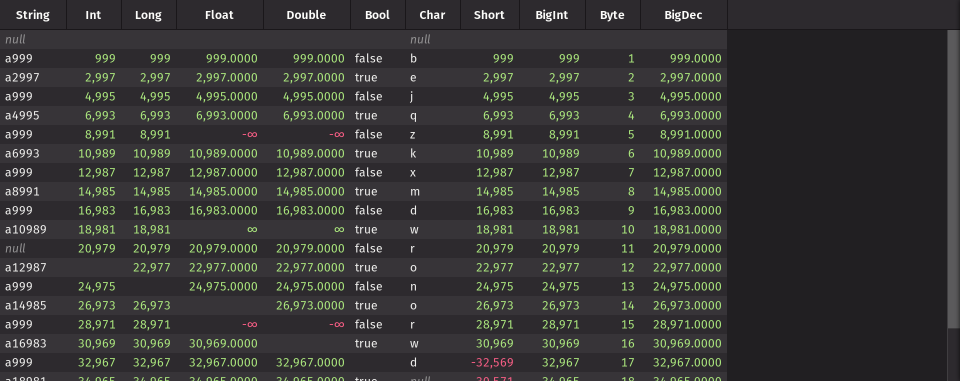 String Int Long Float Double Bool Char Short BigInt Byte BigDec
null null
a999 999 999 999.0000 999.0000 false b 999 999 1 999.0000
a2997 2,997 2,997 2,997.0000 2,997.0000 true e 2,997 2,997 2 2,997.0000
a999 4,995 4,995 4,995.0000 4,995.0000 false j 4,995 4,995 3 4,995.0000
a4995 6,993 6,993 6,993.0000 6,993.0000 true q 6,993 6,993 4 6,993.0000
a999 8,991 8,991 -∞ -∞ false z 8,991 8,991 5 8,991.0000
a6993 10,989 10,989 10,989.0000 10,989.0000 true k 10,989 10,989 6 10,989.0000
a999 12,987 12,987 12,987.0000 12,987.0000 false x 12,987 12,987 7 12,987.0000
a8991 14,985 14,985 14,985.0000 14,985.0000 true m 14,985 14,985 8 14,985.0000
a999 16,983 16,983 16,983.0000 16,983.0000 false d 16,983 16,983 9 16,983.0000
a10989 18,981 18,981 ∞ ∞ true w 18,981 18,981 10 18,981.0000
null 20,979 20,979 20,979.0000 20,979.0000 false r 20,979 20,979 11 20,979.0000
a12987 22,977 22,977.0000 22,977.0000 true o 22,977 22,977 12 22,977.0000
a999 24,975 24,975.0000 24,975.0000 false n 24,975 24,975 13 24,975.0000
a14985 26,973 26,973 26,973.0000 true o 26,973 26,973 14 26,973.0000
a999 28,971 28,971 -∞ -∞ false r 28,971 28,971 15 28,971.0000
a16983 30,969 30,969 30,969.0000 true w 30,969 30,969 16 30,969.0000
a999 32,967 32,967 32,967.0000 32,967.0000 d -32,569 32,967 17 32,967.0000
a18981 34,965 34,965 34,965.0000 34,965.0000 true null -30,571 34,965 18 34,965.0000